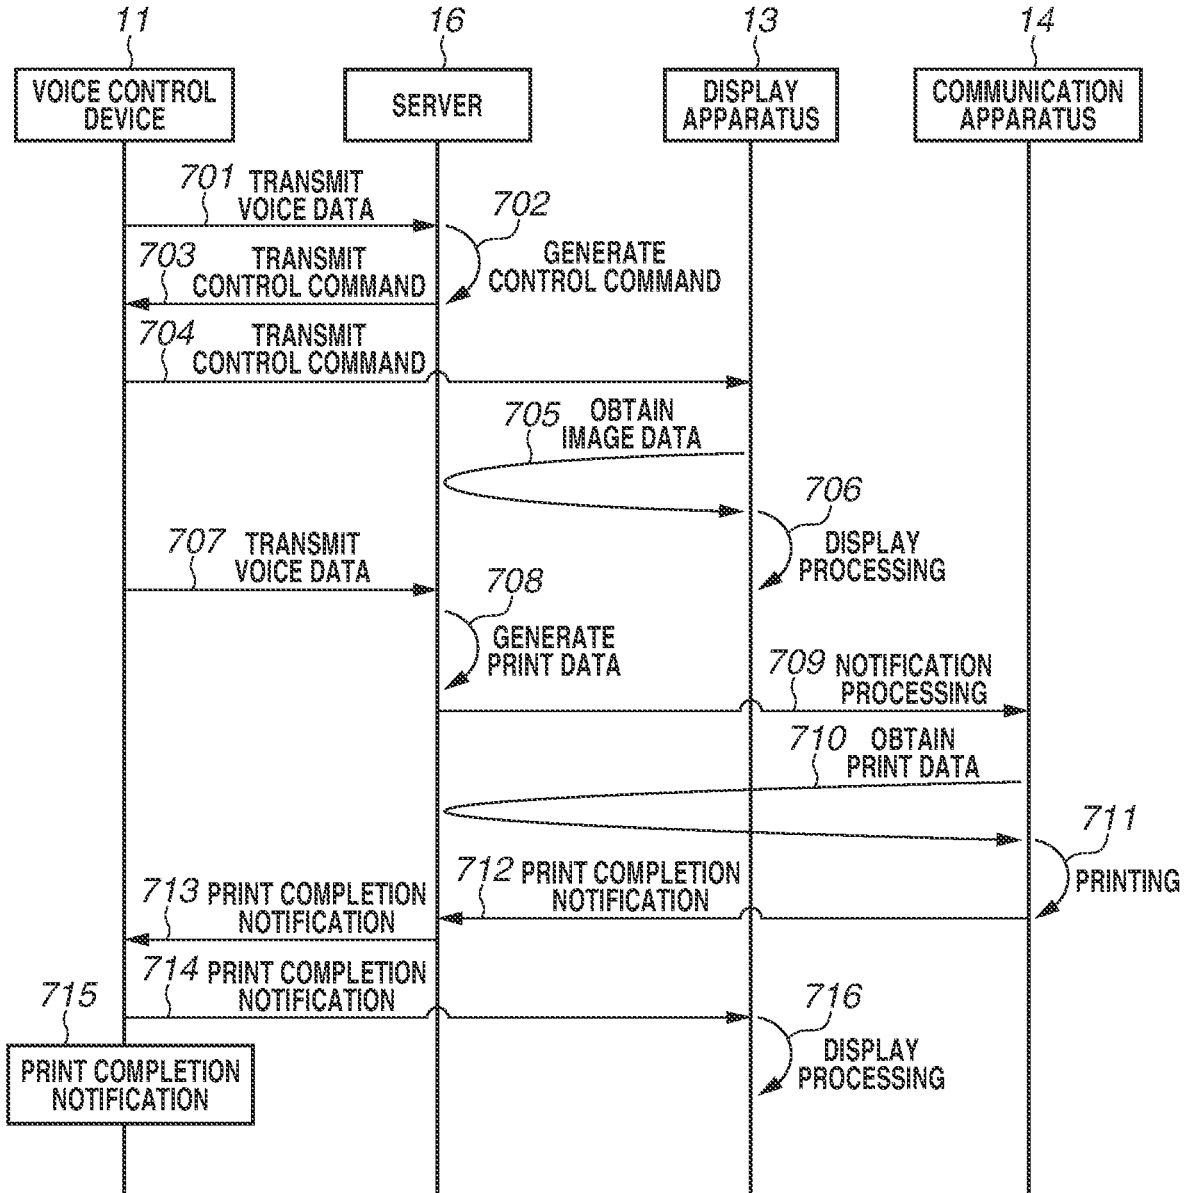 11
16
13
14
VOICE CONTROL
DEVICE
SERVER
DISPLAY
APPARATUS
COMMUNICATION
APPARATUS
701 TRANSMIT
VOICE DATA
702
GENERATE
CONTROL COMMAND
703 TRANSMIT
CONTROL COMMAND
704 TRANSMIT
CONTROL COMMAND
705 OBTAIN
IMAGE DATA
706
DISPLAY
PROCESSING
707 TRANSMIT
VOICE DATA
708
GENERATE
PRINT DATA
709 NOTIFICATION
PROCESSING
710 OBTAIN
PRINT DATA
711
PRINTING
712 PRINT COMPLETION
NOTIFICATION
713 PRINT COMPLETION
NOTIFICATION
714 PRINT COMPLETION
NOTIFICATION
715
PRINT COMPLETION
NOTIFICATION
716
DISPLAY
PROCESSING